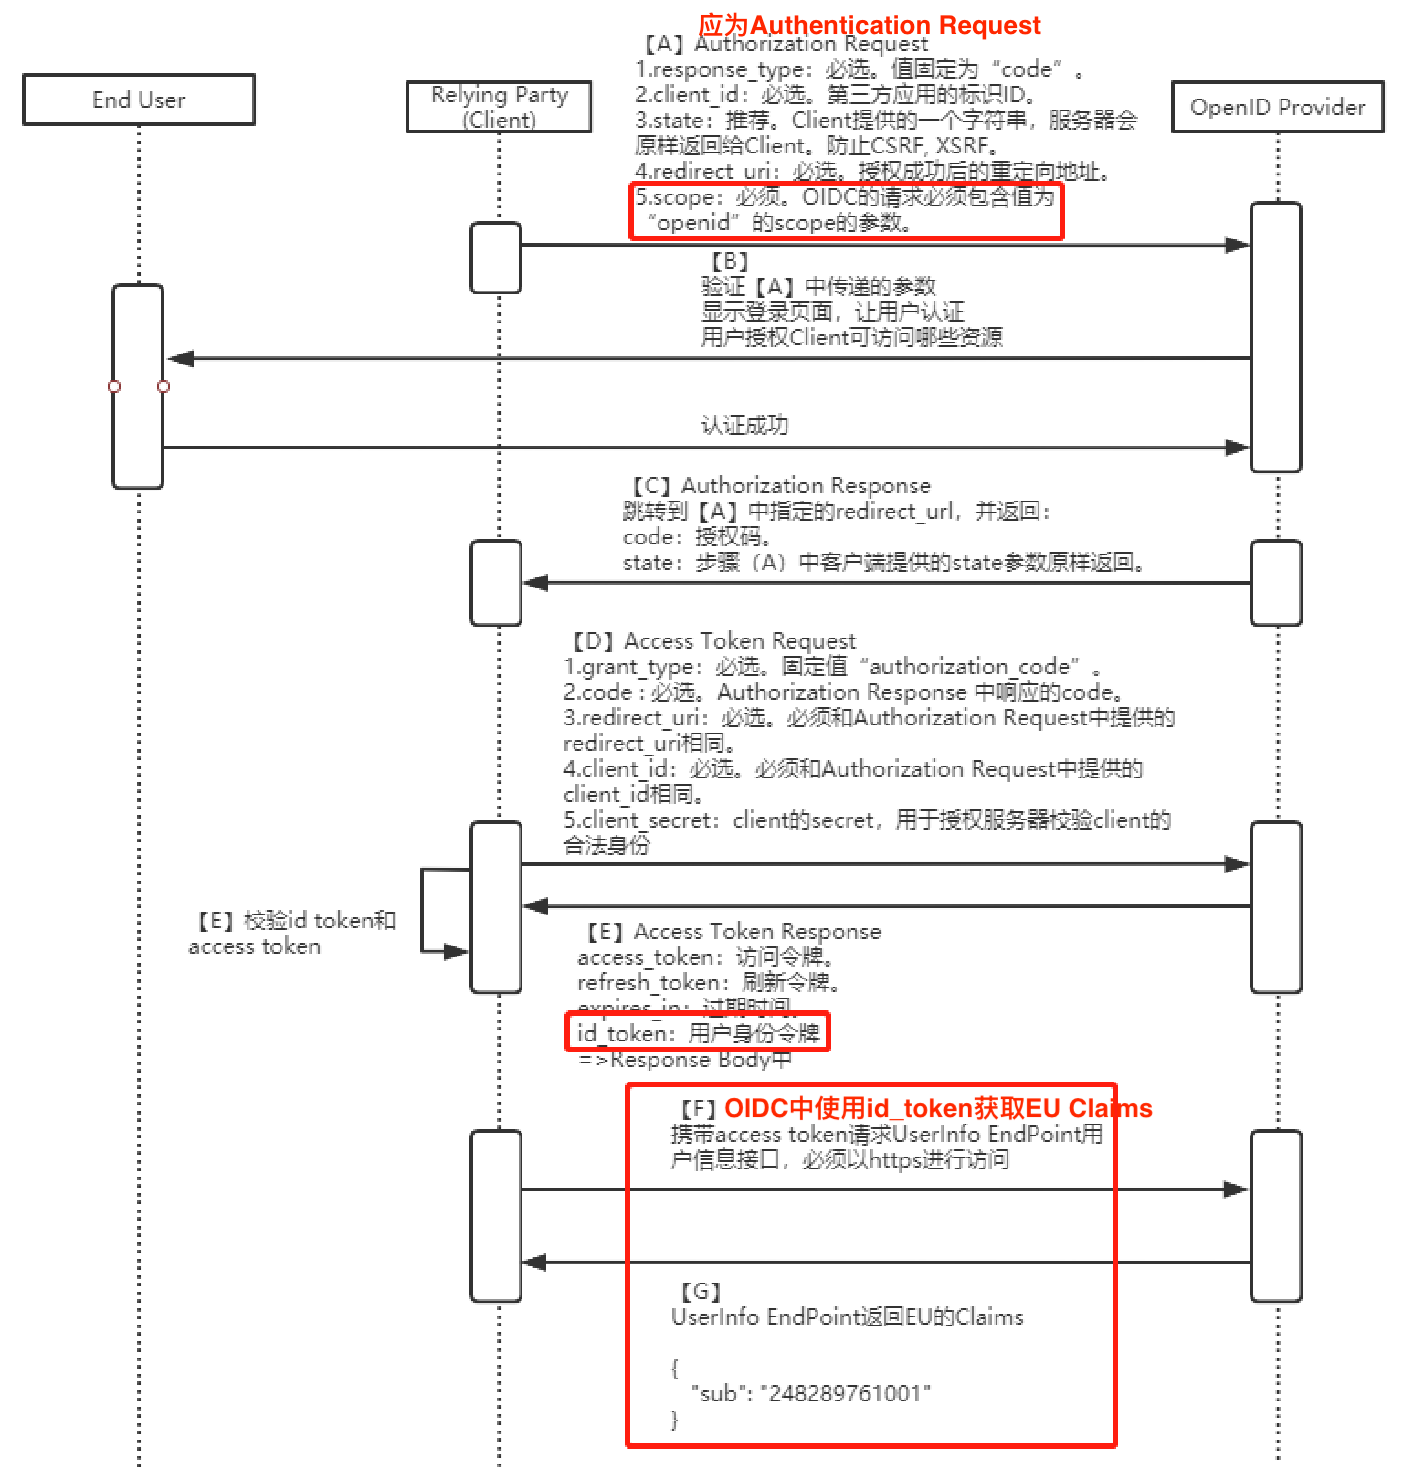 应为Authentication Request
【A】Authorization Request
1.response_type：必选。值固定为“code”。
2.client_id：必选。第三方应用的标识ID。
3.state：推荐。Client提供的一个字符串，服务器会
原样返回给Client。防止CSRF, XSRF。
4.redirect_uri：必选。授权成功后的重定向地址。
5.scope：必须。OIDC的请求必须包含值为
“openid”的scope的参数。
End User
Relying Party
(Client)
OpenID Provider
【B】
验证【A】中传递的参数
显示登录页面，让用户认证
用户授权Client可访问哪些资源
认证成功
【C】Authorization Response
跳转到【A】中指定的redirect_url，并返回：
code：授权码。
state：步骤（A）中客户端提供的state参数原样返回。
【D】Access Token Request
1.grant_type：必选。固定值“authorization_code”。
2.code : 必选。Authorization Response 中响应的code。
3.redirect_uri：必选。必须和Authorization Request中提供的
redirect_uri相同。
4.client_id：必选。必须和Authorization Request中提供的
client_id相同。
5.client_secret：client的secret，用于授权服务器校验client的
合法身份
【E】校验id token和
access token
【E】Access Token Response
access_token：访问令牌。
refresh_token：刷新令牌。
expires_in：过期时间。
id_token：用户身份令牌
=>Response Body中
【F】OIDC中使用id_token获取EU Claims
携带access token请求UserInfo EndPoint用
户信息接口，必须以https进行访问
【G】
UserInfo EndPoint返回EU的Claims
{
"sub": "248289761001"
}